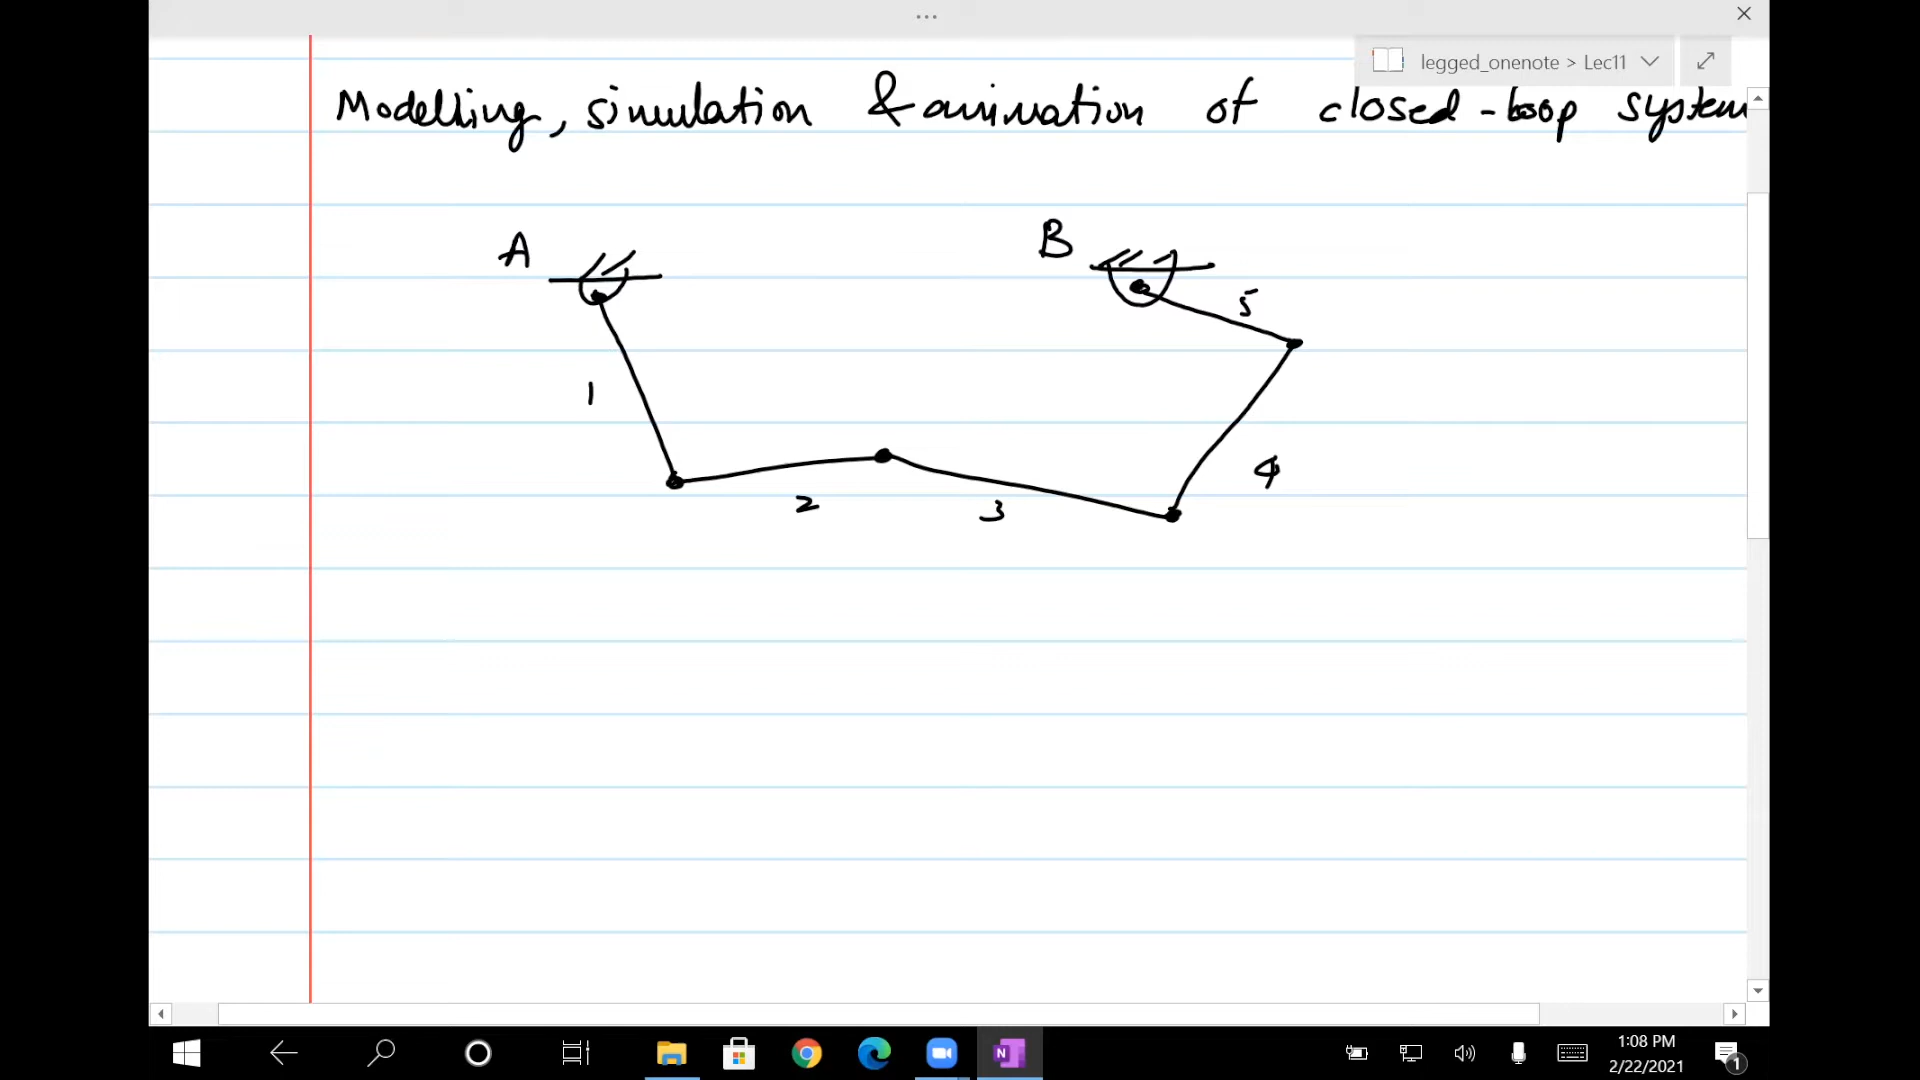 legged_onenote > Lec11
Modelling, simulation & animation of closed-loop system
A
B
5
1
4
2
3
N
1:08 PM
2/22/2021
1